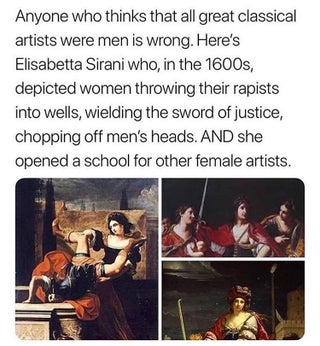 Anyone who thinks that all great classical
artists were men is wrong. Here's
Elisabetta Sirani who, in the 1600s,
depicted women throwing their rapists
into wells, wielding the sword of justice,
chopping off men's heads. AND she
opened a school for other female artists.